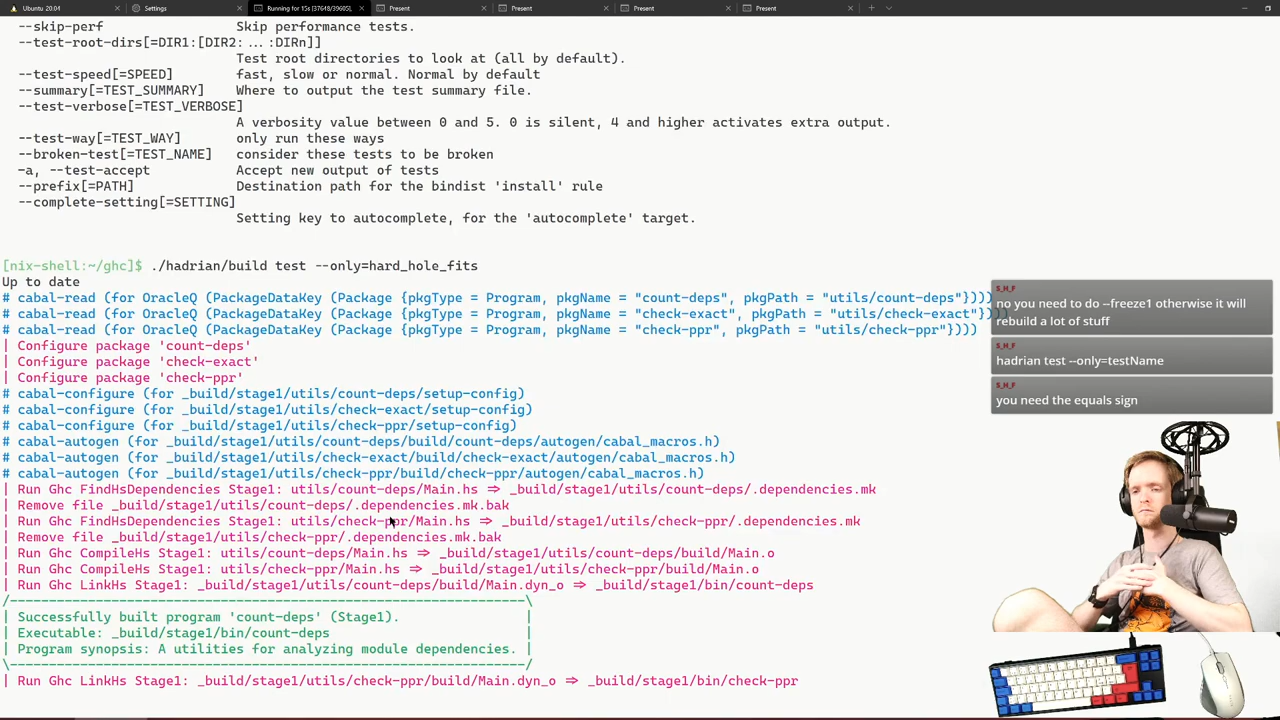 Ubuntu 20.04
Settings
Running for 15s [37648/39605],
Present
Present
Present
Present
--skip-perf Skip performance tests.
--test-root-dirs[=DIR1:[DIR2: ... :DIRn]]
Test root directories to look at (all by default).
--test-speed[=SPEED] fast, slow or normal. Normal by default
--summary[=TEST_SUMMARY] Where to output the test summary file.
--test-verbose[=TEST_VERBOSE]
A verbosity value between 0 and 5. 0 is silent, 4 and higher activates extra output.
--test-way[=TEST_WAY] only run these ways
--broken-test[=TEST_NAME] consider these tests to be broken
-a, --test-accept Accept new output of tests
--prefix[=PATH] Destination path for the bindist 'install' rule
--complete-setting[=SETTING]
Setting key to autocomplete, for the 'autocomplete' target.
[nix-shell:~/ghc]$ ./hadrian/build test --only=hard_hole_fits
Up to date
# cabal-read (for OracleQ (PackageDataKey (Package {pkgType = Program, pkgName = "count-deps", pkgPath = "utils/count-deps"})))
# cabal-read (for OracleQ (PackageDataKey (Package {pkgType = Program, pkgName = "check-exact", pkgPath = "utils/check-exact"})))
# cabal-read (for OracleQ (PackageDataKey (Package {pkgType = Program, pkgName = "check-ppr", pkgPath = "utils/check-ppr"})))
| Configure package 'count-deps'
| Configure package 'check-exact'
| Configure package 'check-ppr'
# cabal-configure (for _build/stage1/utils/count-deps/setup-config)
# cabal-configure (for _build/stage1/utils/check-exact/setup-config)
# cabal-configure (for _build/stage1/utils/check-ppr/setup-config)
# cabal-autogen (for _build/stage1/utils/count-deps/build/count-deps/autogen/cabal_macros.h)
# cabal-autogen (for _build/stage1/utils/check-exact/build/check-exact/autogen/cabal_macros.h)
# cabal-autogen (for _build/stage1/utils/check-ppr/build/check-ppr/autogen/cabal_macros.h)
| Run Ghc FindHsDependencies Stage1: utils/count-deps/Main.hs => _build/stage1/utils/count-deps/.dependencies.mk
| Remove file _build/stage1/utils/count-deps/.dependencies.mk.bak
| Run Ghc FindHsDependencies Stage1: utils/check-ppr/Main.hs => _build/stage1/utils/check-ppr/.dependencies.mk
| Remove file _build/stage1/utils/check-ppr/.dependencies.mk.bak
| Run Ghc CompileHs Stage1: utils/count-deps/Main.hs => _build/stage1/utils/count-deps/build/Main.o
| Run Ghc CompileHs Stage1: utils/check-ppr/Main.hs => _build/stage1/utils/check-ppr/build/Main.o
| Run Ghc LinkHs Stage1: _build/stage1/utils/count-deps/build/Main.dyn_o => _build/stage1/bin/count-deps
/---------------------------------------------------------------\
| Successfully built program 'count-deps' (Stage1). |
| Executable: _build/stage1/bin/count-deps |
| Program synopsis: A utilities for analyzing module dependencies. |
\---------------------------------------------------------------/
| Run Ghc LinkHs Stage1: _build/stage1/utils/check-ppr/build/Main.dyn_o => _build/stage1/bin/check-ppr
S_M_F
no you need to do --freeze1 otherwise it will
rebuild a lot of stuff
S_M_F
hadrian test --only=testName
S_M_F
you need the equals sign